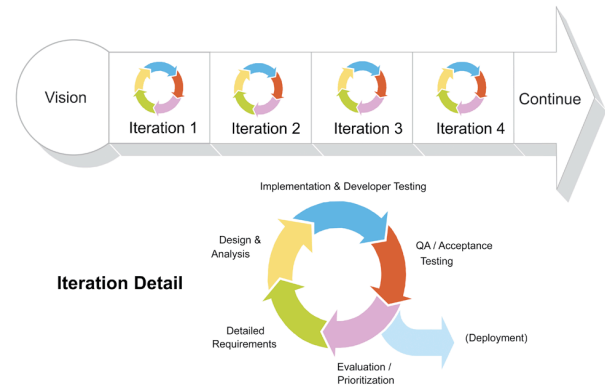 Vision
Iteration 1
Iteration 2
Iteration 3
Iteration 4
Continue
Implementation & Developer Testing
Design &
Analysis
QA / Acceptance
Testing
Iteration Detail
Detailed
Requirements
(Deployment)
Evaluation /
Prioritization